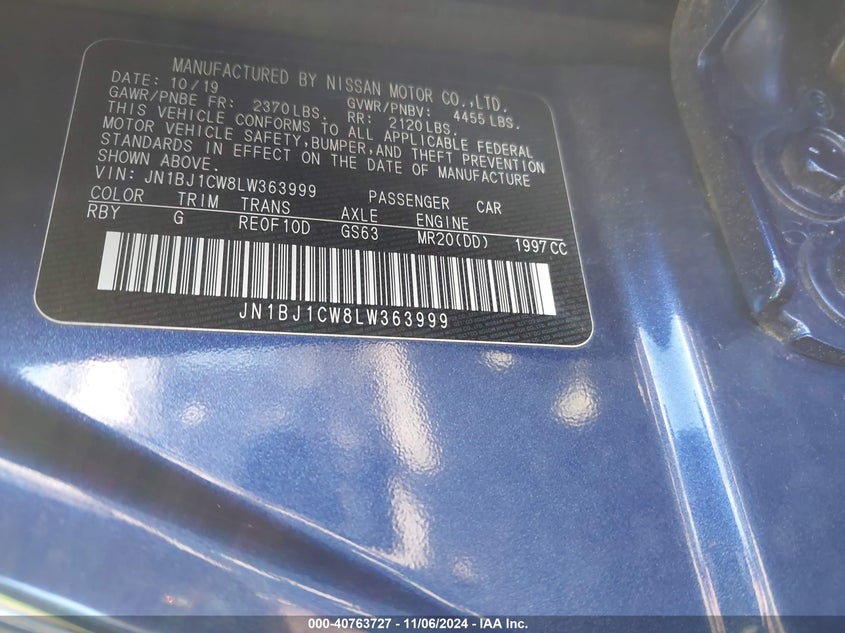 MANUFACTURED BY NISSAN MOTOR CO.,LTD.
DATE: 10/19
GAWR/PNBE FR: 2370LBS. GVWR/PNBV: 4455LBS.
RR: 2120LBS.
THIS VEHICLE CONFORMS TO ALL APPLICABLE FEDERAL
MOTOR VEHICLE SAFETY,BUMPER,AND THEFT PREVENTION
STANDARDS IN EFFECT ON THE DATE OF MANUFACTURE
SHOWN ABOVE.
VIN: JN1BJ1CW8LW363999 PASSENGER CAR
COLOR TRIM TRANS AXLE ENGINE
RBY G RE0F10D GS63 MR20(DD) 1997CC
JN1BJ1CW8LW363999
000-40763727 - 11/06/2024 - IAA Inc.